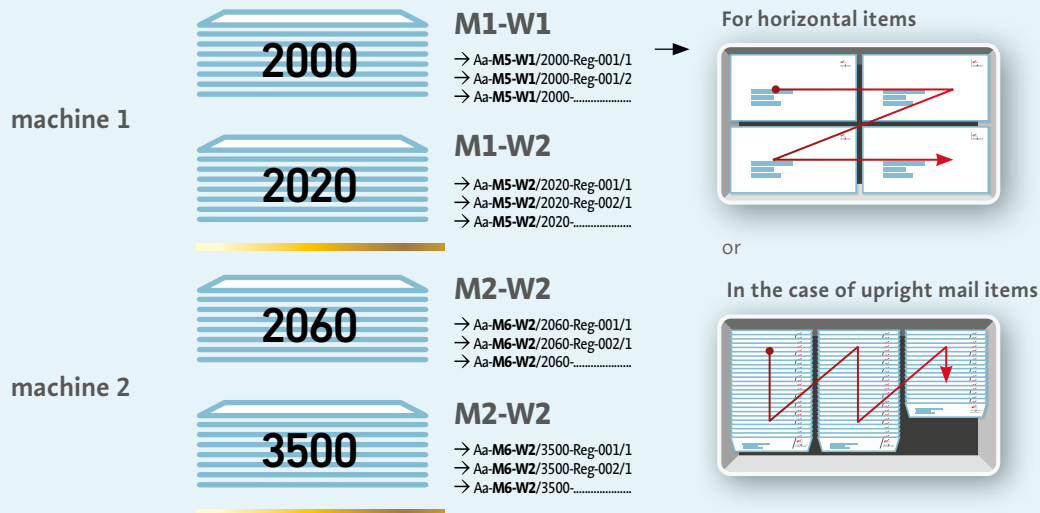 machine 1
2000
M1-W1
→ Aa-M5-W1/2000-Reg-001/1
→ Aa-M5-W1/2000-Reg-001/2
→ Aa-M5-W1/2000-.....................
2020
M1-W2
→ Aa-M5-W2/2020-Reg-001/1
→ Aa-M5-W2/2020-Reg-002/1
→ Aa-M5-W2/2020-.....................
machine 2
2060
M2-W2
→ Aa-M6-W2/2060-Reg-001/1
→ Aa-M6-W2/2060-Reg-002/1
→ Aa-M6-W2/2060-.....................
3500
M2-W2
→ Aa-M6-W2/3500-Reg-001/1
→ Aa-M6-W2/3500-Reg-002/1
→ Aa-M6-W2/3500-.....................
For horizontal items
or
In the case of upright mail items